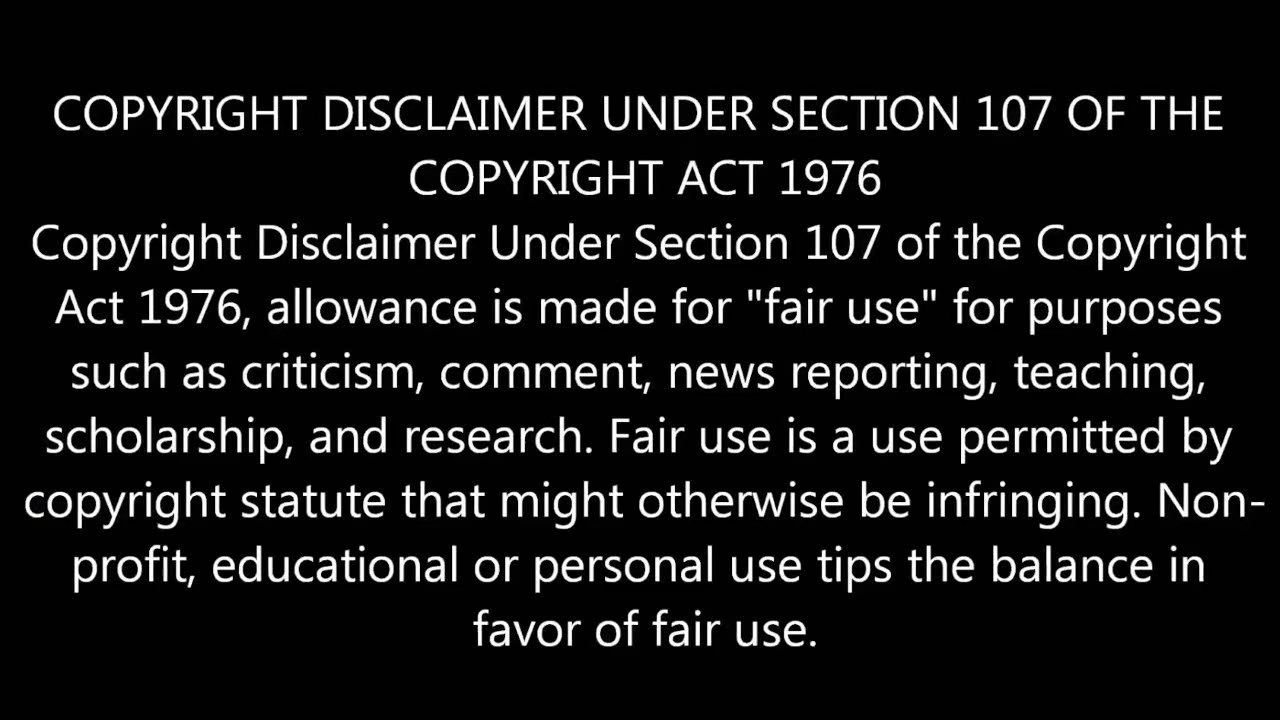 COPYRIGHT DISCLAIMER UNDER SECTION 107 OF THE
COPYRIGHT ACT 1976
Copyright Disclaimer Under Section 107 of the Copyright
Act 1976, allowance is made for "fair use" for purposes
such as criticism, comment, news reporting, teaching,
scholarship, and research. Fair use is a use permitted by
copyright statute that might otherwise be infringing. Non-
profit, educational or personal use tips the balance in
favor of fair use.